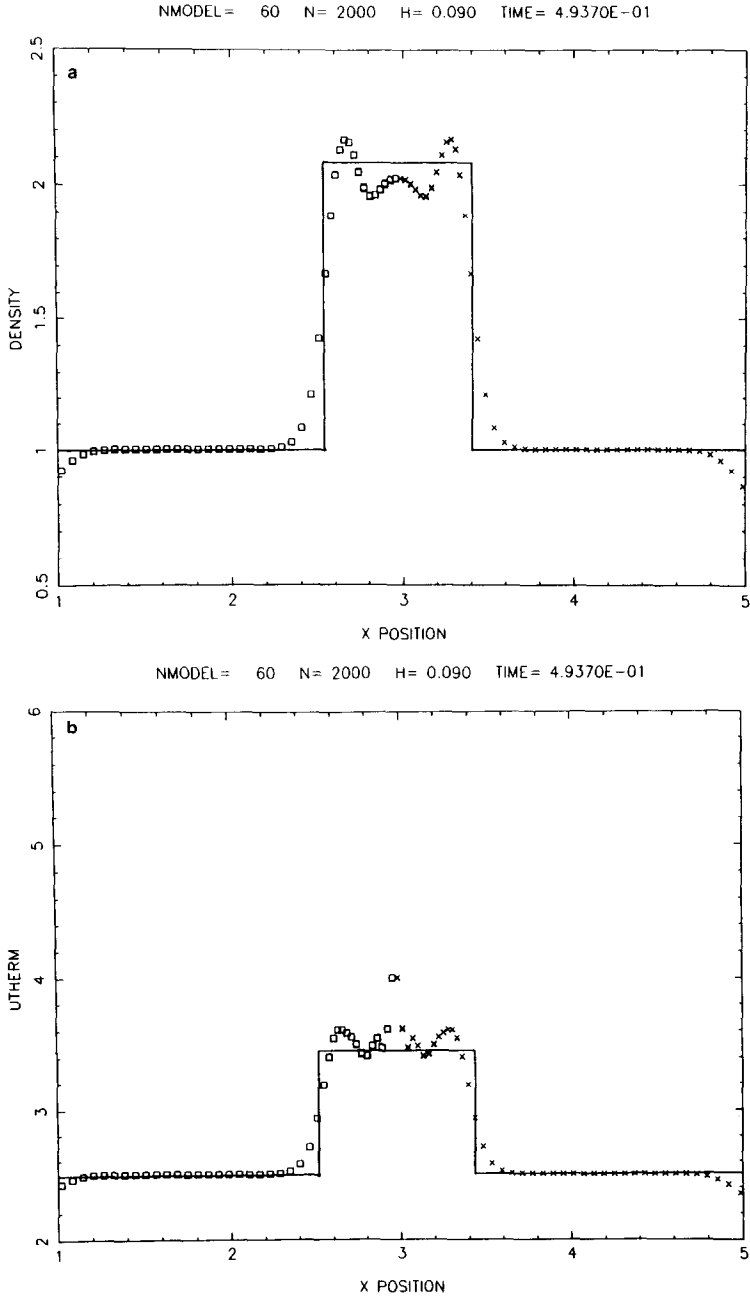 NMODEL= 60 N= 2000 H= 0.090 TIME= 4.9370E-01
a
2.5
2
1.5
1
0.5
DENSITY
1 2 3 4 5
X POSITION
NMODEL= 60 N= 2000 H= 0.090 TIME= 4.9370E-01
b
6
5
4
3
2
UTHERM
1 2 3 4 5
X POSITION